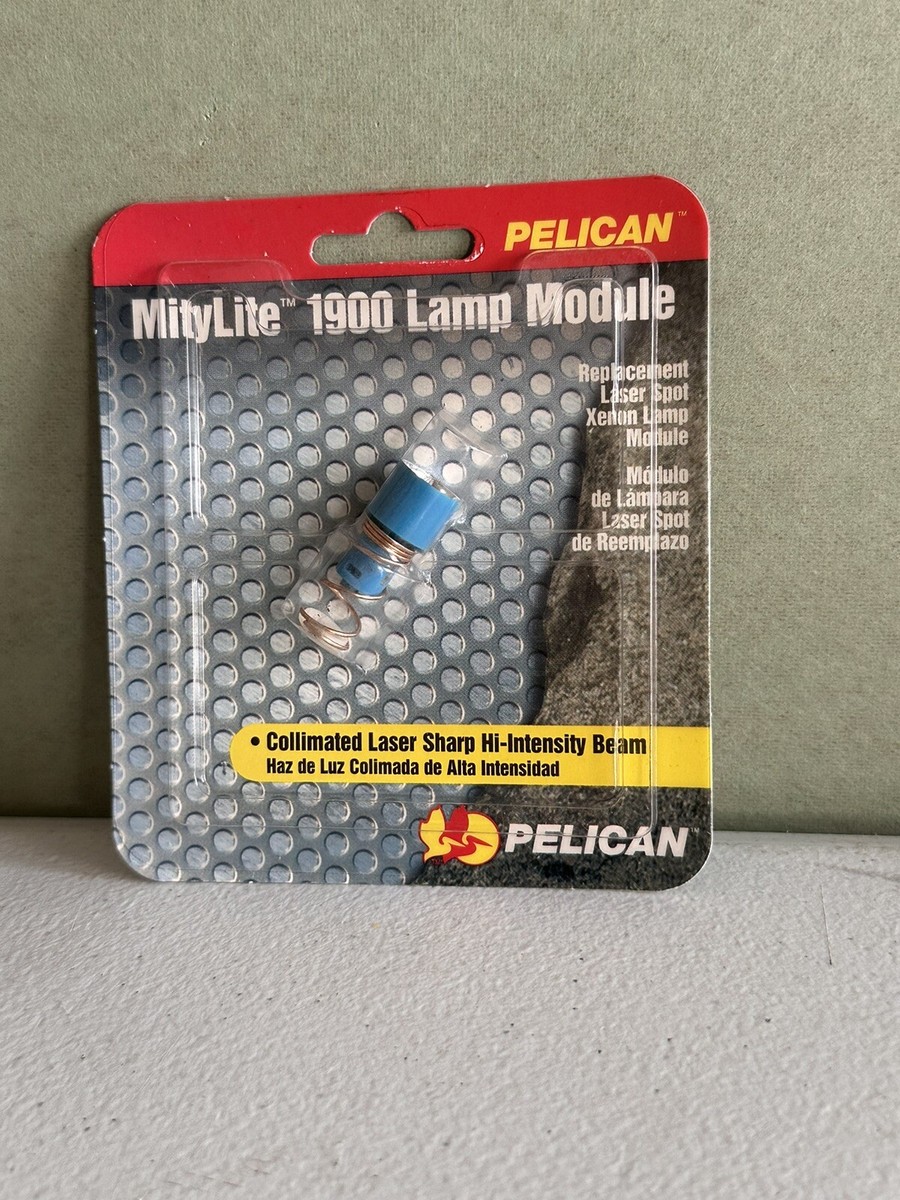 PELICAN™
MityLite™ 1900 Lamp Module
Replacement
Laser Spot
Xenon Lamp
Module
Módulo
de Lámpara
Laser Spot
de Reemplazo
• Collimated Laser Sharp Hi-Intensity Beam
Haz de Luz Colimada de Alta Intensidad
PELICAN™